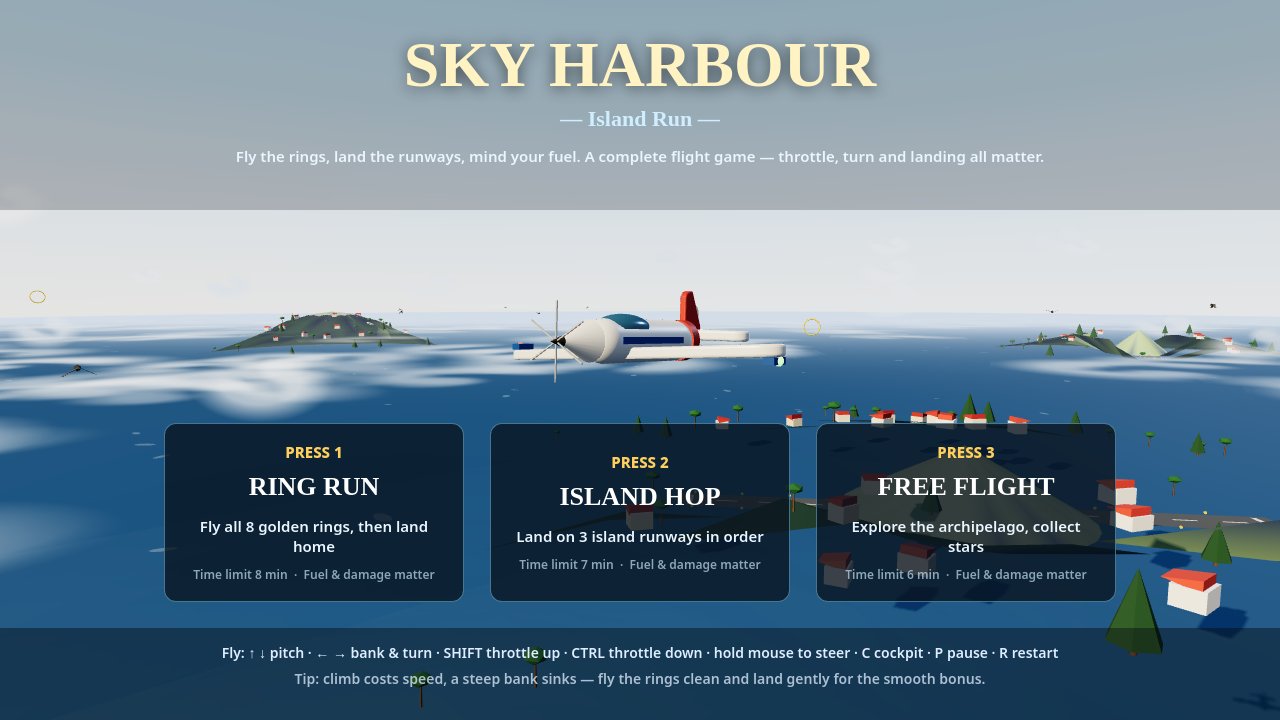 SKY HARBOUR
— Island Run —
Fly the rings, land the runways, mind your fuel. A complete flight game — throttle, turn and landing all matter.
PRESS 1
RING RUN
Fly all 8 golden rings, then land
home
Time limit 8 min · Fuel & damage matter
PRESS 2
ISLAND HOP
Land on 3 island runways in order
Time limit 7 min · Fuel & damage matter
PRESS 3
FREE FLIGHT
Explore the archipelago, collect
stars
Time limit 6 min · Fuel & damage matter
Fly: ↑ ↓ pitch · ← → bank & turn · SHIFT throttle up · CTRL throttle down · hold mouse to steer · C cockpit · P pause · R restart
Tip: climb costs speed, a steep bank sinks — fly the rings clean and land gently for the smooth bonus.